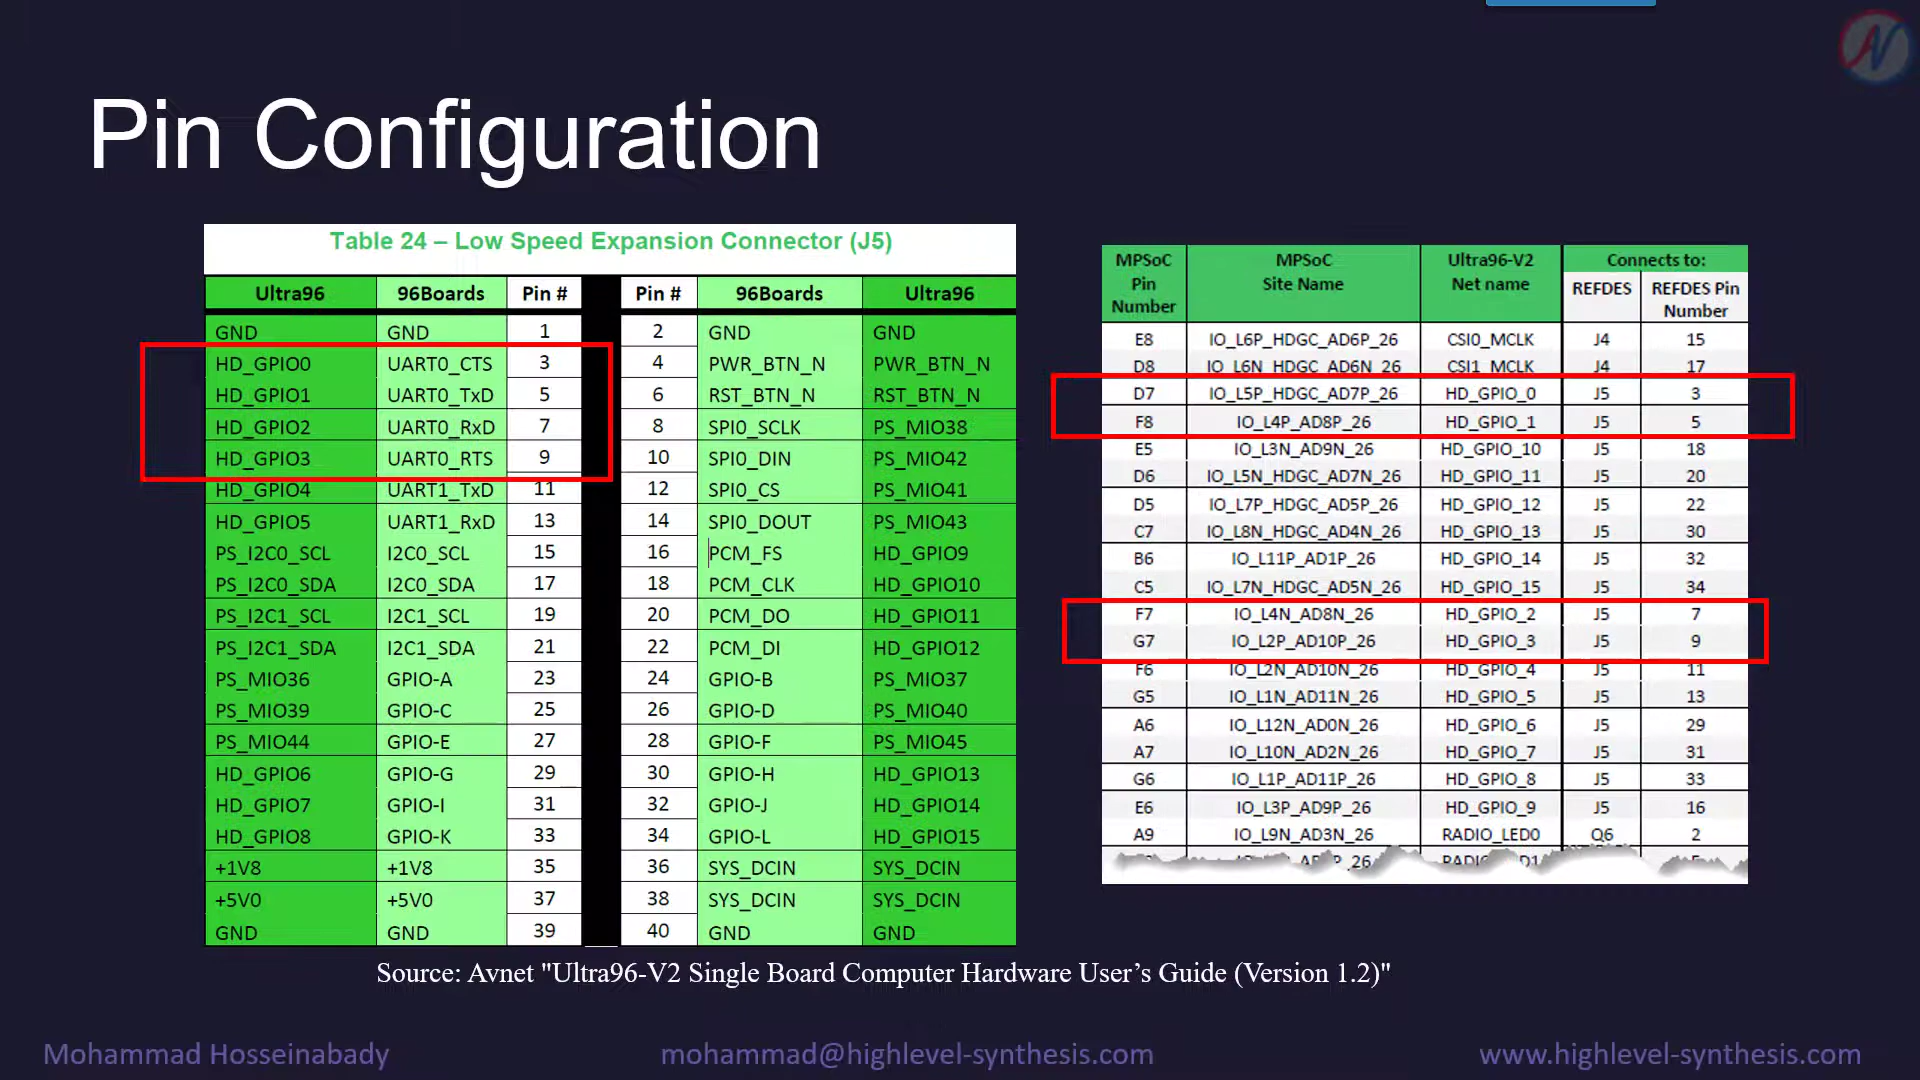 Pin Configuration
Table 24 – Low Speed Expansion Connector (J5)
Ultra96 96Boards Pin # Pin # 96Boards Ultra96
GND GND 1 2 GND GND
HD_GPIO0 UART0_CTS 3 4 PWR_BTN_N PWR_BTN_N
HD_GPIO1 UART0_TxD 5 6 RST_BTN_N RST_BTN_N
HD_GPIO2 UART0_RxD 7 8 SPI0_SCLK PS_MIO38
HD_GPIO3 UART0_RTS 9 10 SPI0_DIN PS_MIO42
HD_GPIO4 UART1_TxD 11 12 SPI0_CS PS_MIO41
HD_GPIO5 UART1_RxD 13 14 SPI0_DOUT PS_MIO43
PS_I2C0_SCL I2C0_SCL 15 16 PCM_FS HD_GPIO9
PS_I2C0_SDA I2C0_SDA 17 18 PCM_CLK HD_GPIO10
PS_I2C1_SCL I2C1_SCL 19 20 PCM_DO HD_GPIO11
PS_I2C1_SDA I2C1_SDA 21 22 PCM_DI HD_GPIO12
PS_MIO36 GPIO-A 23 24 GPIO-B PS_MIO37
PS_MIO39 GPIO-C 25 26 GPIO-D PS_MIO40
PS_MIO44 GPIO-E 27 28 GPIO-F PS_MIO45
HD_GPIO6 GPIO-G 29 30 GPIO-H HD_GPIO13
HD_GPIO7 GPIO-I 31 32 GPIO-J HD_GPIO14
HD_GPIO8 GPIO-K 33 34 GPIO-L HD_GPIO15
+1V8 +1V8 35 36 SYS_DCIN SYS_DCIN
+5V0 +5V0 37 38 SYS_DCIN SYS_DCIN
GND GND 39 40 GND GND
MPSoC MPSoC Ultra96-V2 Connects to:
Pin Site Name Net name REFDES REFDES Pin
Number Number
E8 IO_L6P_HDGC_AD6P_26 CSI0_MCLK J4 15
D8 IO_L6N_HDGC_AD6N_26 CSI1_MCLK J4 17
D7 IO_L5P_HDGC_AD7P_26 HD_GPIO_0 J5 3
F8 IO_L4P_AD8P_26 HD_GPIO_1 J5 5
E5 IO_L3N_AD9N_26 HD_GPIO_10 J5 18
D6 IO_L5N_HDGC_AD7N_26 HD_GPIO_11 J5 20
D5 IO_L7P_HDGC_AD5P_26 HD_GPIO_12 J5 22
C7 IO_L8N_HDGC_AD4N_26 HD_GPIO_13 J5 30
B6 IO_L11P_AD1P_26 HD_GPIO_14 J5 32
C5 IO_L7N_HDGC_AD5N_26 HD_GPIO_15 J5 34
F7 IO_L4N_AD8N_26 HD_GPIO_2 J5 7
G7 IO_L2P_AD10P_26 HD_GPIO_3 J5 9
F6 IO_L2N_AD10N_26 HD_GPIO_4 J5 11
G5 IO_L1N_AD11N_26 HD_GPIO_5 J5 13
A6 IO_L12N_AD0N_26 HD_GPIO_6 J5 29
A7 IO_L10N_AD2N_26 HD_GPIO_7 J5 31
G6 IO_L1P_AD11P_26 HD_GPIO_8 J5 33
E6 IO_L3P_AD9P_26 HD_GPIO_9 J5 16
A9 IO_L9N_AD3N_26 RADIO_LED0 Q6 2
Source: Avnet "Ultra96-V2 Single Board Computer Hardware User’s Guide (Version 1.2)"
Mohammad Hosseinabady mohammad@highlevel-synthesis.com www.highlevel-synthesis.com